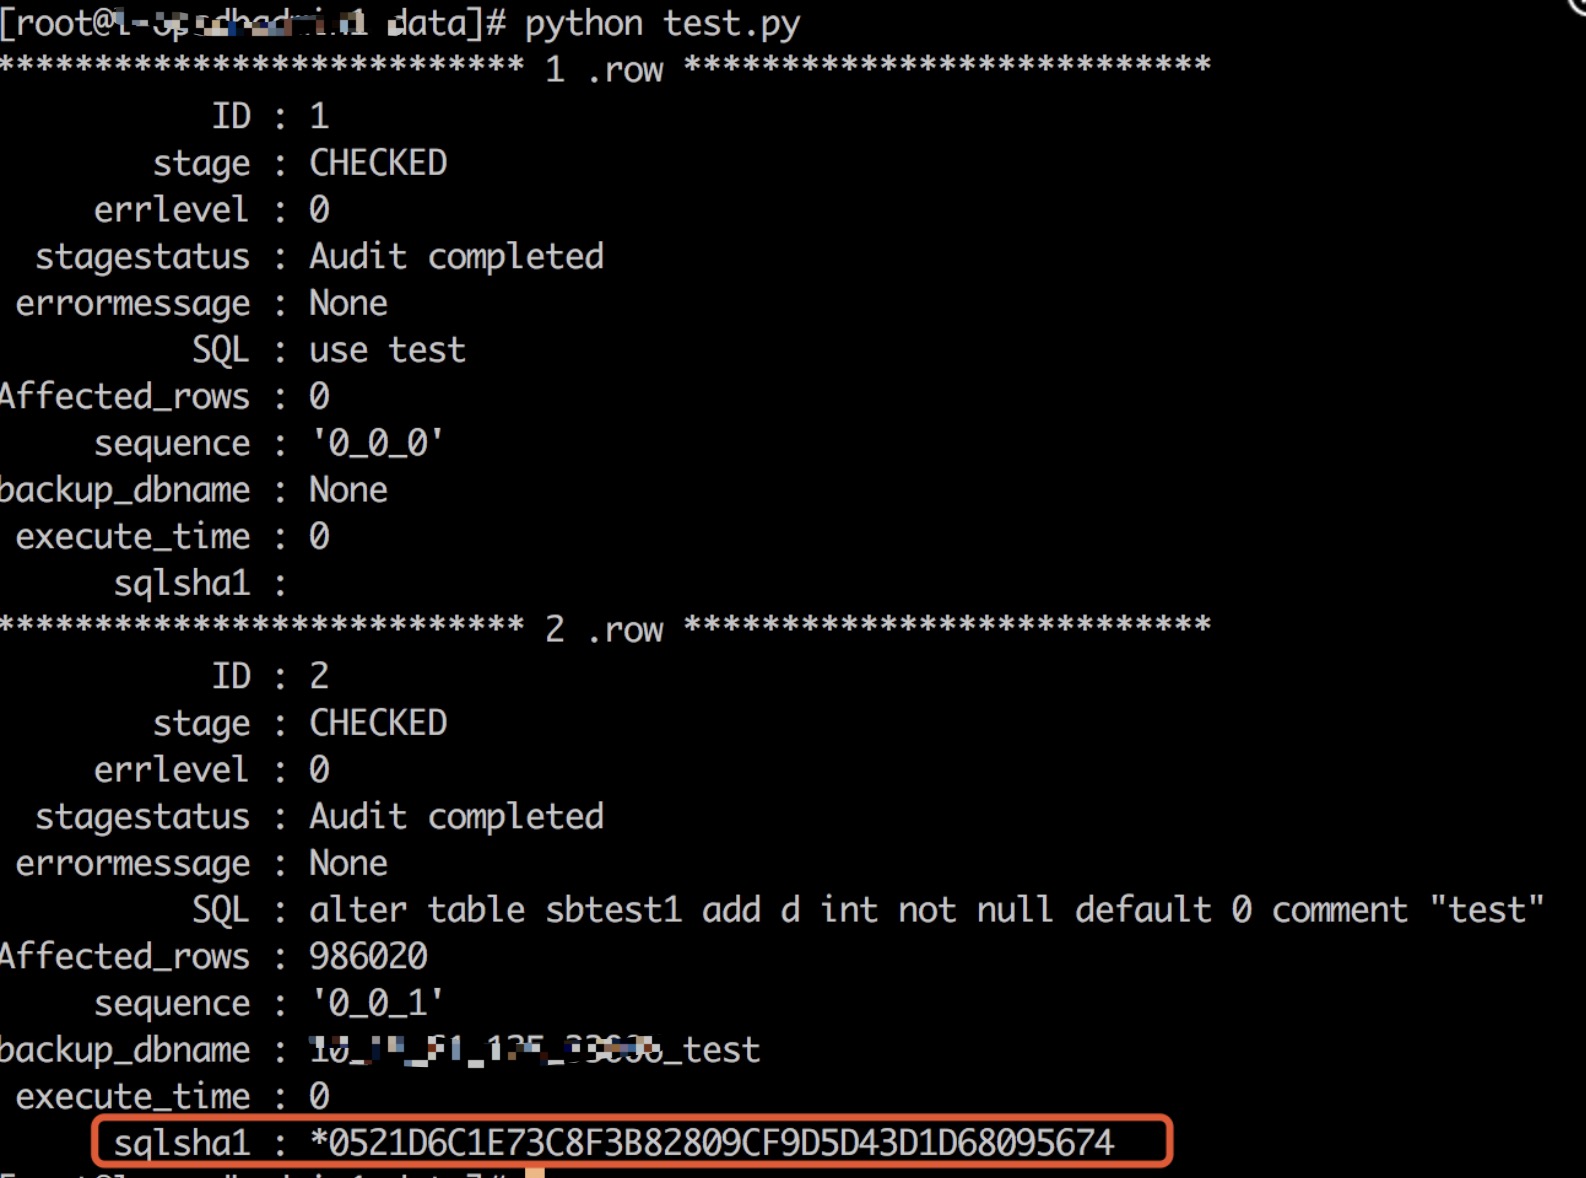 [root@ data]# python test.py
*************************** 1 .row ***************************
ID : 1
stage : CHECKED
errlevel : 0
stagestatus : Audit completed
errormessage : None
SQL : use test
Affected_rows : 0
sequence : '0_0_0'
backup_dbname : None
execute_time : 0
sqlsha1 :
*************************** 2 .row ***************************
ID : 2
stage : CHECKED
errlevel : 0
stagestatus : Audit completed
errormessage : None
SQL : alter table sbtest1 add d int not null default 0 comment "test"
Affected_rows : 986020
sequence : '0_0_1'
backup_dbname : _test
execute_time : 0
sqlsha1 : *0521D6C1E73C8F3B82809CF9D5D43D1D68095674